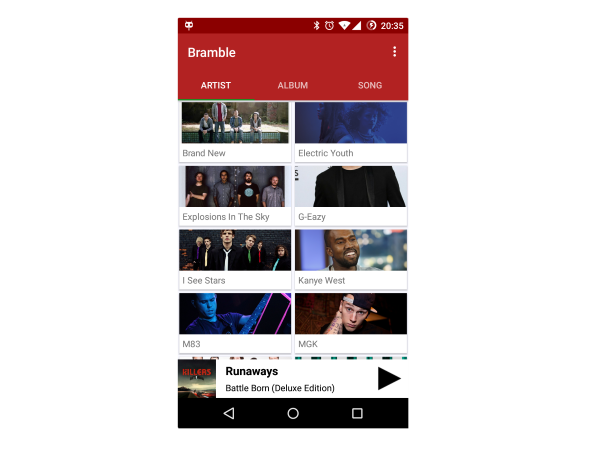 20:35
Bramble
ARTIST ALBUM SONG
Brand New Electric Youth
Explosions In The Sky G-Eazy
I See Stars Kanye West
M83 MGK
KILLERS
Runaways
Battle Born (Deluxe Edition)